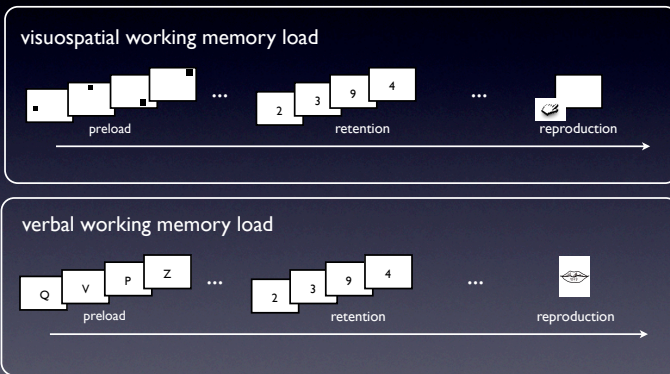 visuospatial working memory load
2 3 9 4
... ...
preload retention reproduction
verbal working memory load
Q V P Z
2 3 9 4
... ...
preload retention reproduction